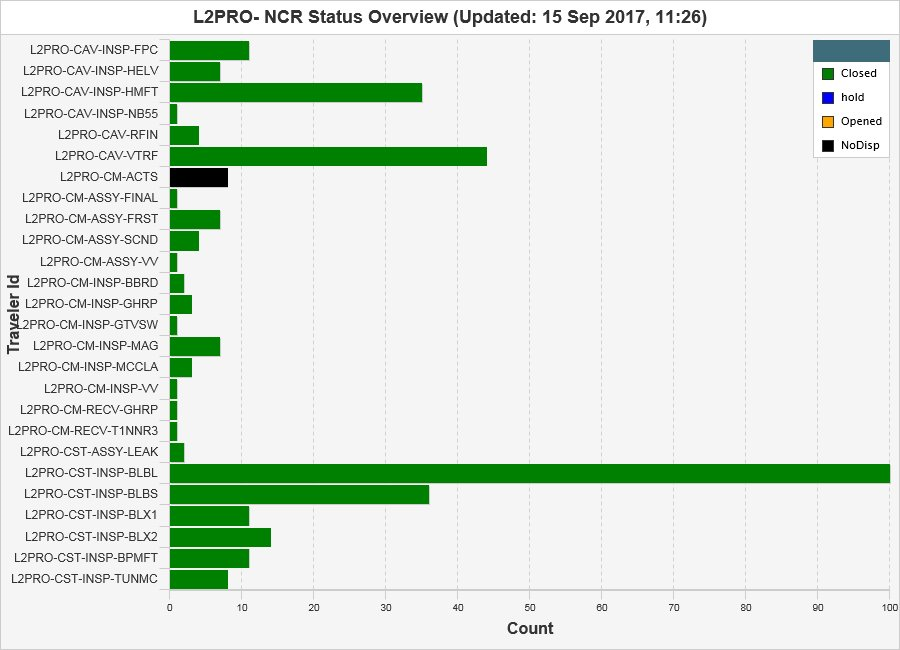 L2PRO- NCR Status Overview (Updated: 15 Sep 2017, 11:26)
L2PRO-CAV-INSP-FPC
L2PRO-CAV-INSP-HELV
L2PRO-CAV-INSP-HMFT
L2PRO-CAV-INSP-NB55
L2PRO-CAV-RFIN
L2PRO-CAV-VTRF
L2PRO-CM-ACTS
L2PRO-CM-ASSY-FINAL
L2PRO-CM-ASSY-FRST
L2PRO-CM-ASSY-SCND
L2PRO-CM-ASSY-VV
L2PRO-CM-INSP-BBRD
L2PRO-CM-INSP-GHRP
L2PRO-CM-INSP-GTVSW
L2PRO-CM-INSP-MAG
L2PRO-CM-INSP-MCCLA
L2PRO-CM-INSP-VV
L2PRO-CM-RECV-GHRP
L2PRO-CM-RECV-T1NNR3
L2PRO-CST-ASSY-LEAK
L2PRO-CST-INSP-BLBL
L2PRO-CST-INSP-BLBS
L2PRO-CST-INSP-BLX1
L2PRO-CST-INSP-BLX2
L2PRO-CST-INSP-BPMFT
L2PRO-CST-INSP-TUNMC
Traveler Id
Closed
hold
Opened
NoDisp
0 10 20 30 40 50 60 70 80 90 100
Count